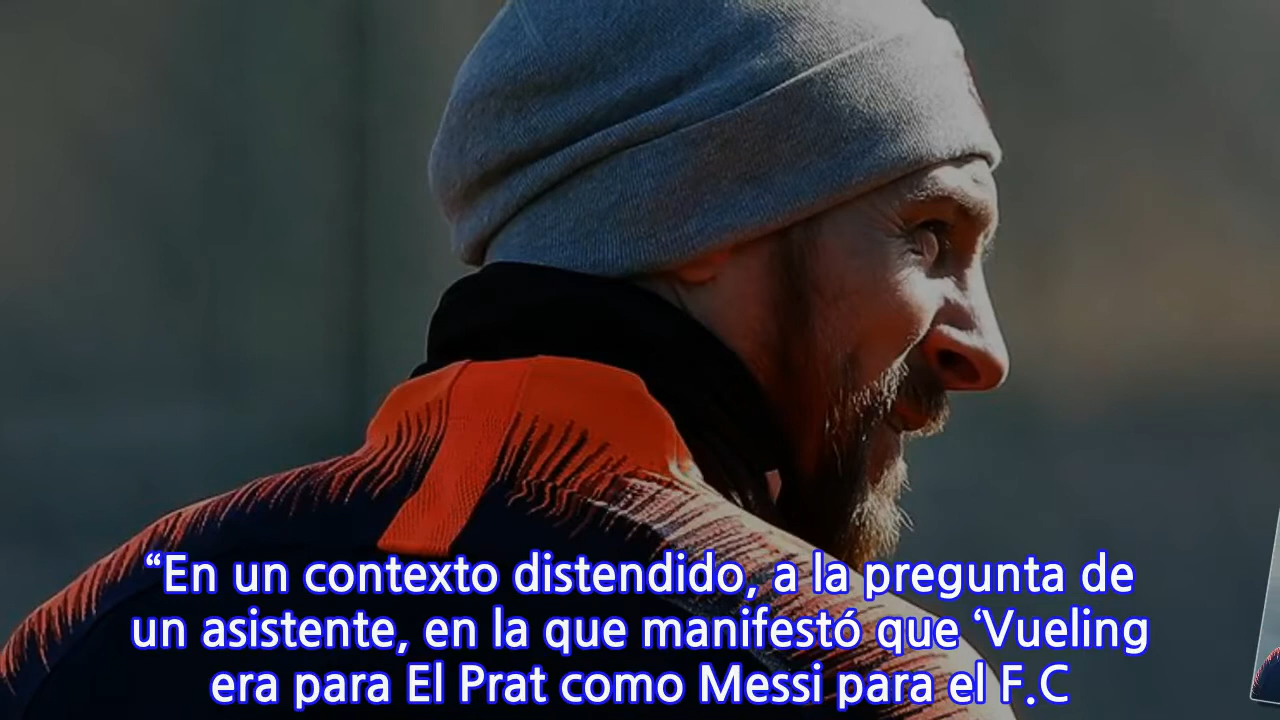 “En un contexto distendido, a la pregunta de
un asistente, en la que manifestó que ‘Vueling
era para El Prat como Messi para el F.C